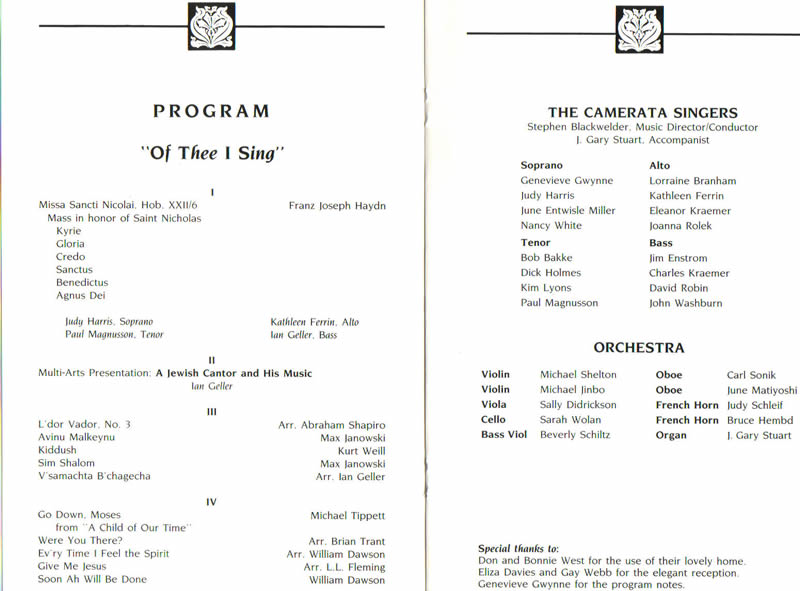 PROGRAM
"Of Thee I Sing"
I
Missa Sancti Nicolai, Hob. XXII/6 Franz Joseph Haydn
Mass in honor of Saint Nicholas
Kyrie
Gloria
Credo
Sanctus
Benedictus
Agnus Dei
Judy Harris, Soprano Kathleen Ferrin, Alto
Paul Magnusson, Tenor Ian Geller, Bass
II
Multi-Arts Presentation: A Jewish Cantor and His Music
Ian Geller
III
L'dor Vador, No. 3 Arr. Abraham Shapiro
Avinu Malkeynu Max Janowski
Kiddush Kurt Weill
Sim Shalom Max Janowski
V'samachta B'chagecha Arr. Ian Geller
IV
Go Down, Moses Michael Tippett
from "A Child of Our Time"
Were You There? Arr. Brian Trant
Ev'ry Time I Feel the Spirit Arr. William Dawson
Give Me Jesus Arr. L.L. Fleming
Soon Ah Will Be Done William Dawson
THE CAMERATA SINGERS
Stephen Blackwelder, Music Director/Conductor
J. Gary Stuart, Accompanist
Soprano Alto
Genevieve Gwynne Lorraine Branham
Judy Harris Kathleen Ferrin
June Entwisle Miller Eleanor Kraemer
Nancy White Joanna Rolek
Tenor Bass
Bob Bakke Jim Enstrom
Dick Holmes Charles Kraemer
Kim Lyons David Robin
Paul Magnusson John Washburn
ORCHESTRA
Violin Michael Shelton Oboe Carl Sonik
Violin Michael Jinbo Oboe June Matiyoshi
Viola Sally Didrickson French Horn Judy Schleif
Cello Sarah Wolan French Horn Bruce Hembd
Bass Viol Beverly Schiltz Organ J. Gary Stuart
Special thanks to:
Don and Bonnie West for the use of their lovely home.
Eliza Davies and Gay Webb for the elegant reception.
Genevieve Gwynne for the program notes.